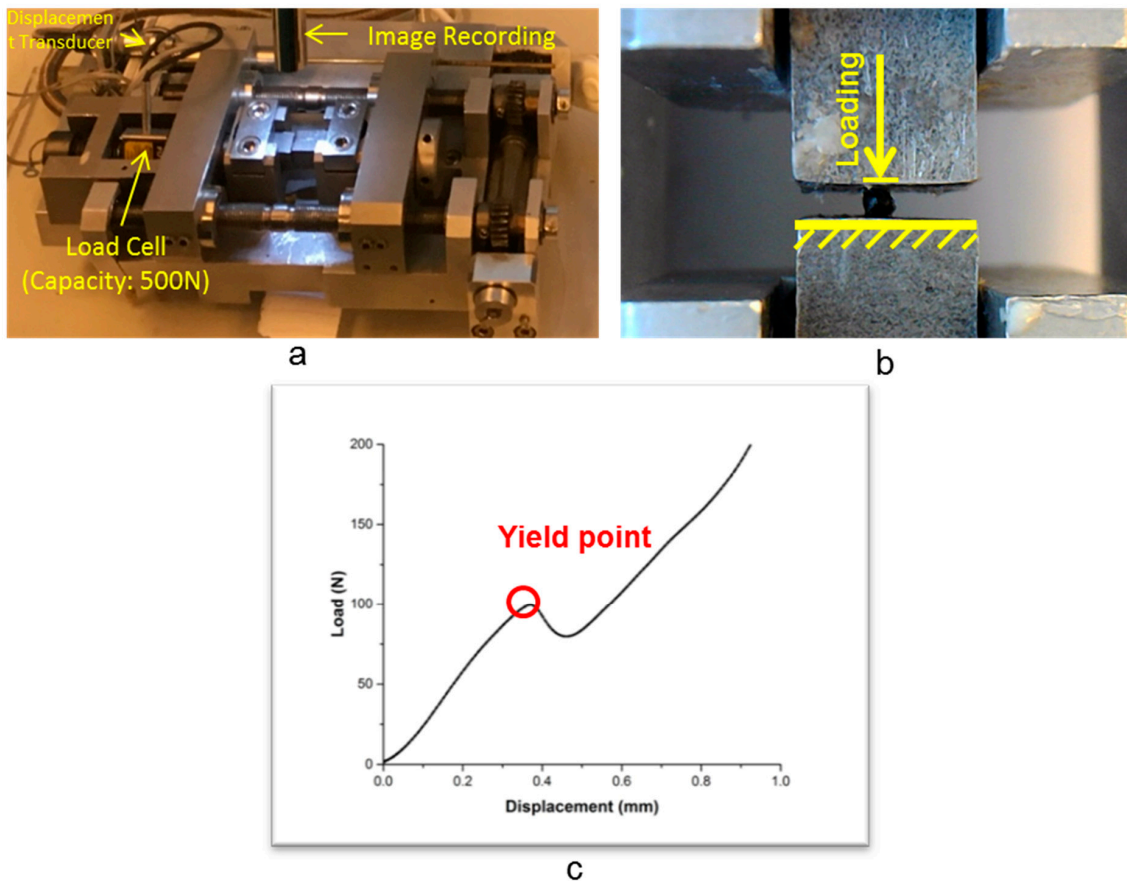 Displacemen
t Transducer
Image Recording
Load Cell
(Capacity: 500N)
a
Loading
b
200
150
100
50
0
Load (N)
Yield point
0.0 0.2 0.4 0.6 0.8 1.0
Displacement (mm)
c